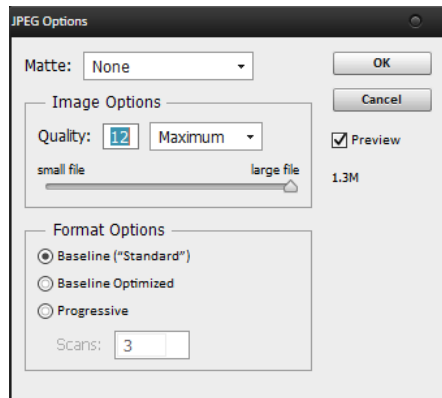 JPEG Options
Matte: None
OK
Cancel
Preview
1.3M
Image Options
Quality: 12 Maximum
small file large file
Format Options
Baseline ("Standard")
Baseline Optimized
Progressive
Scans: 3